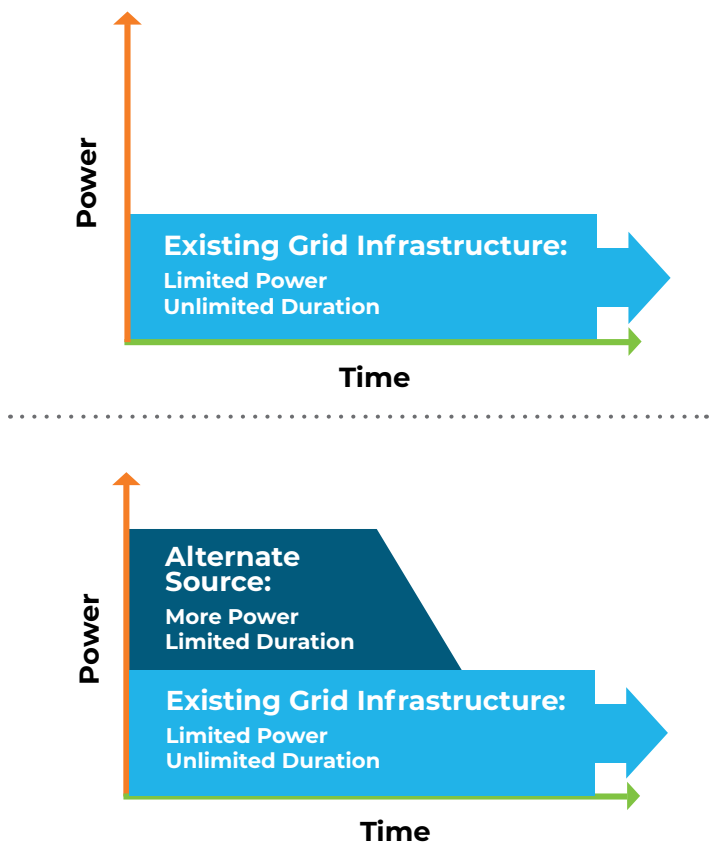 Power
Existing Grid Infrastructure:
Limited Power
Unlimited Duration
Time
Power
Alternate
Source:
More Power
Limited Duration
Existing Grid Infrastructure:
Limited Power
Unlimited Duration
Time